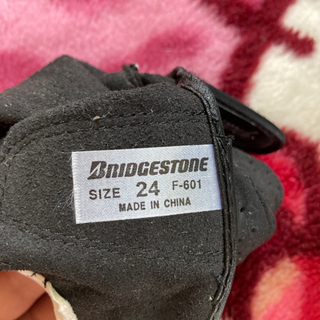 BRIDGESTONE
SIZE 24 F-601
MADE IN CHINA